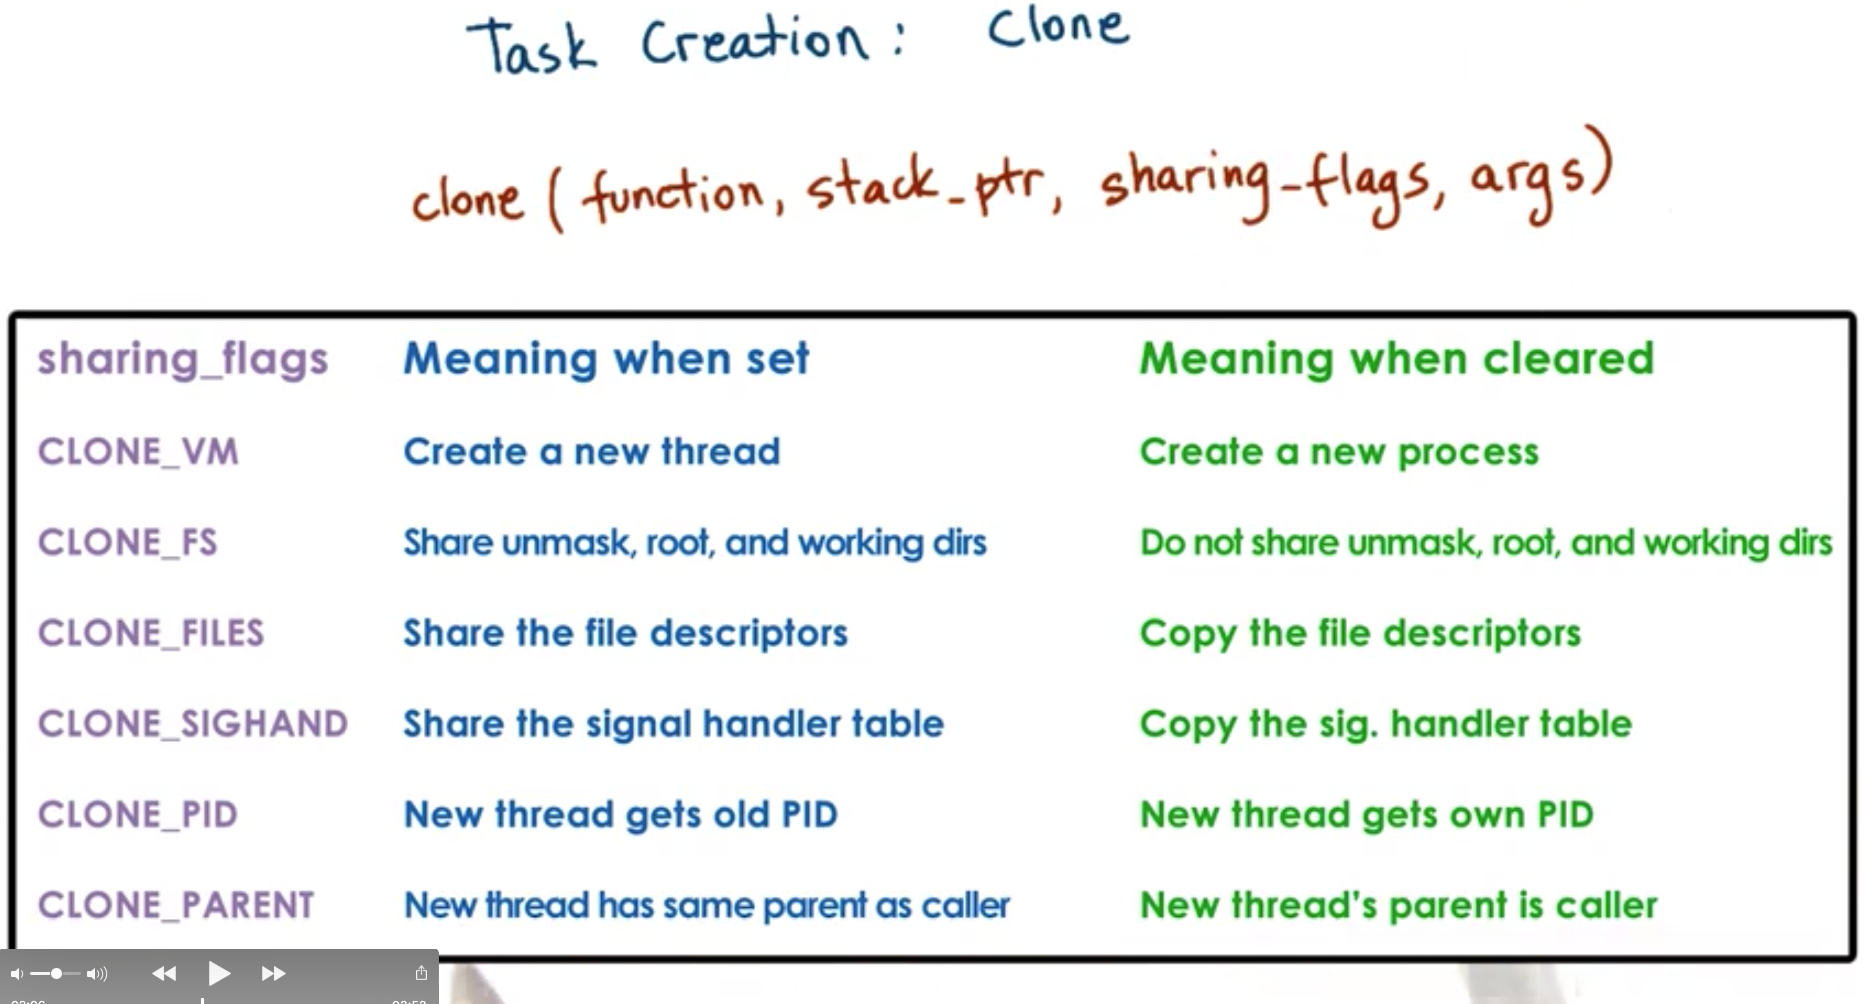 Task Creation: Clone
clone (function, stack_ptr, sharing_flags, args)
sharing_flags Meaning when set Meaning when cleared
CLONE_VM Create a new thread Create a new process
CLONE_FS Share unmask, root, and working dirs Do not share unmask, root, and working dirs
CLONE_FILES Share the file descriptors Copy the file descriptors
CLONE_SIGHAND Share the signal handler table Copy the sig. handler table
CLONE_PID New thread gets old PID New thread gets own PID
CLONE_PARENT New thread has same parent as caller New thread's parent is caller